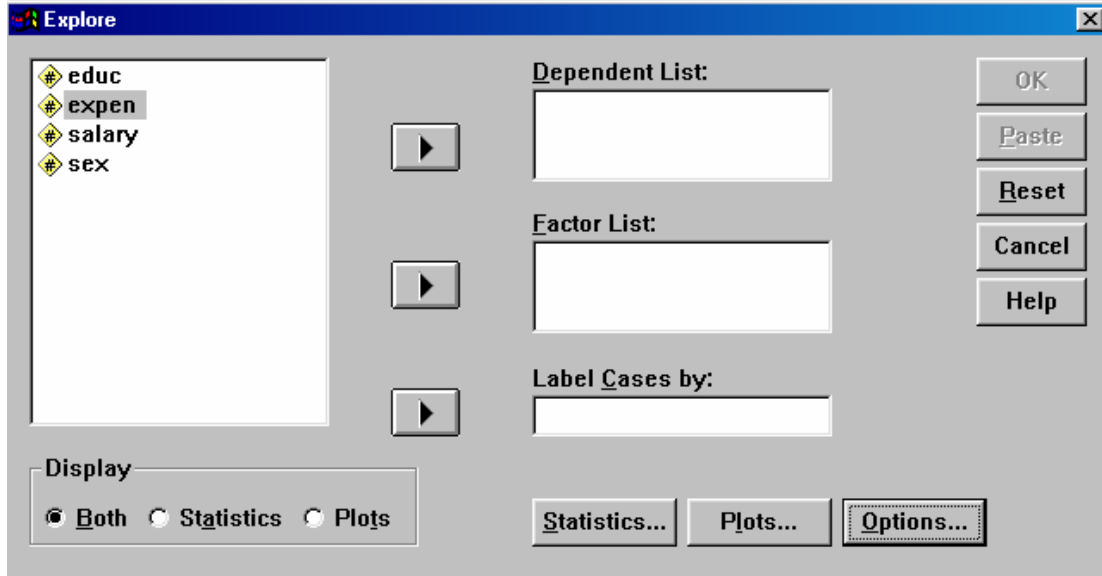 Explore
educ
expen
salary
sex
Dependent List:
Factor List:
Label Cases by:
OK
Paste
Reset
Cancel
Help
Display
Both Statistics Plots
Statistics... Plots... Options...